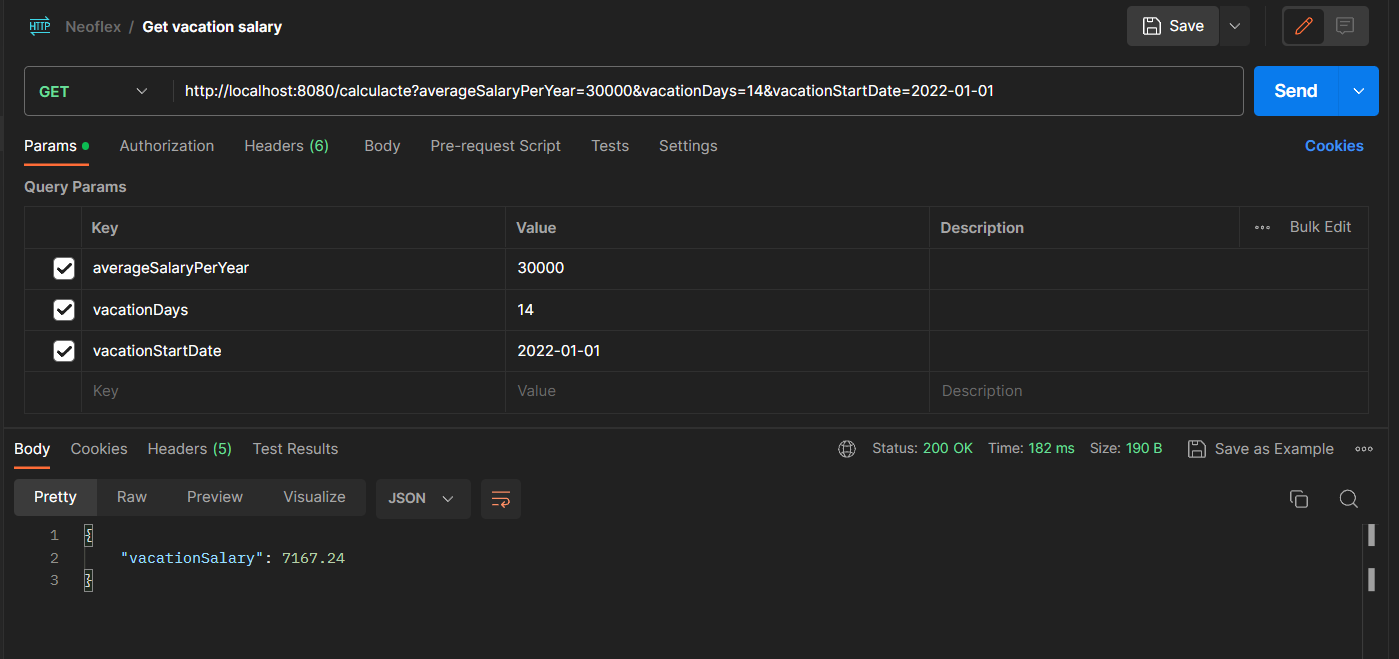 HTTP Neoflex / Get vacation salary Save
GET http://localhost:8080/calculacte?averageSalaryPerYear=30000&vacationDays=14&vacationStartDate=2022-01-01 Send
Params Authorization Headers (6) Body Pre-request Script Tests Settings Cookies
Query Params
Key Value Description Bulk Edit
averageSalaryPerYear 30000
vacationDays 14
vacationStartDate 2022-01-01
Key Value Description
Body Cookies Headers (5) Test Results Status: 200 OK Time: 182 ms Size: 190 B Save as Example
Pretty Raw Preview Visualize JSON
1 {
2 "vacationSalary": 7167.24
3 }